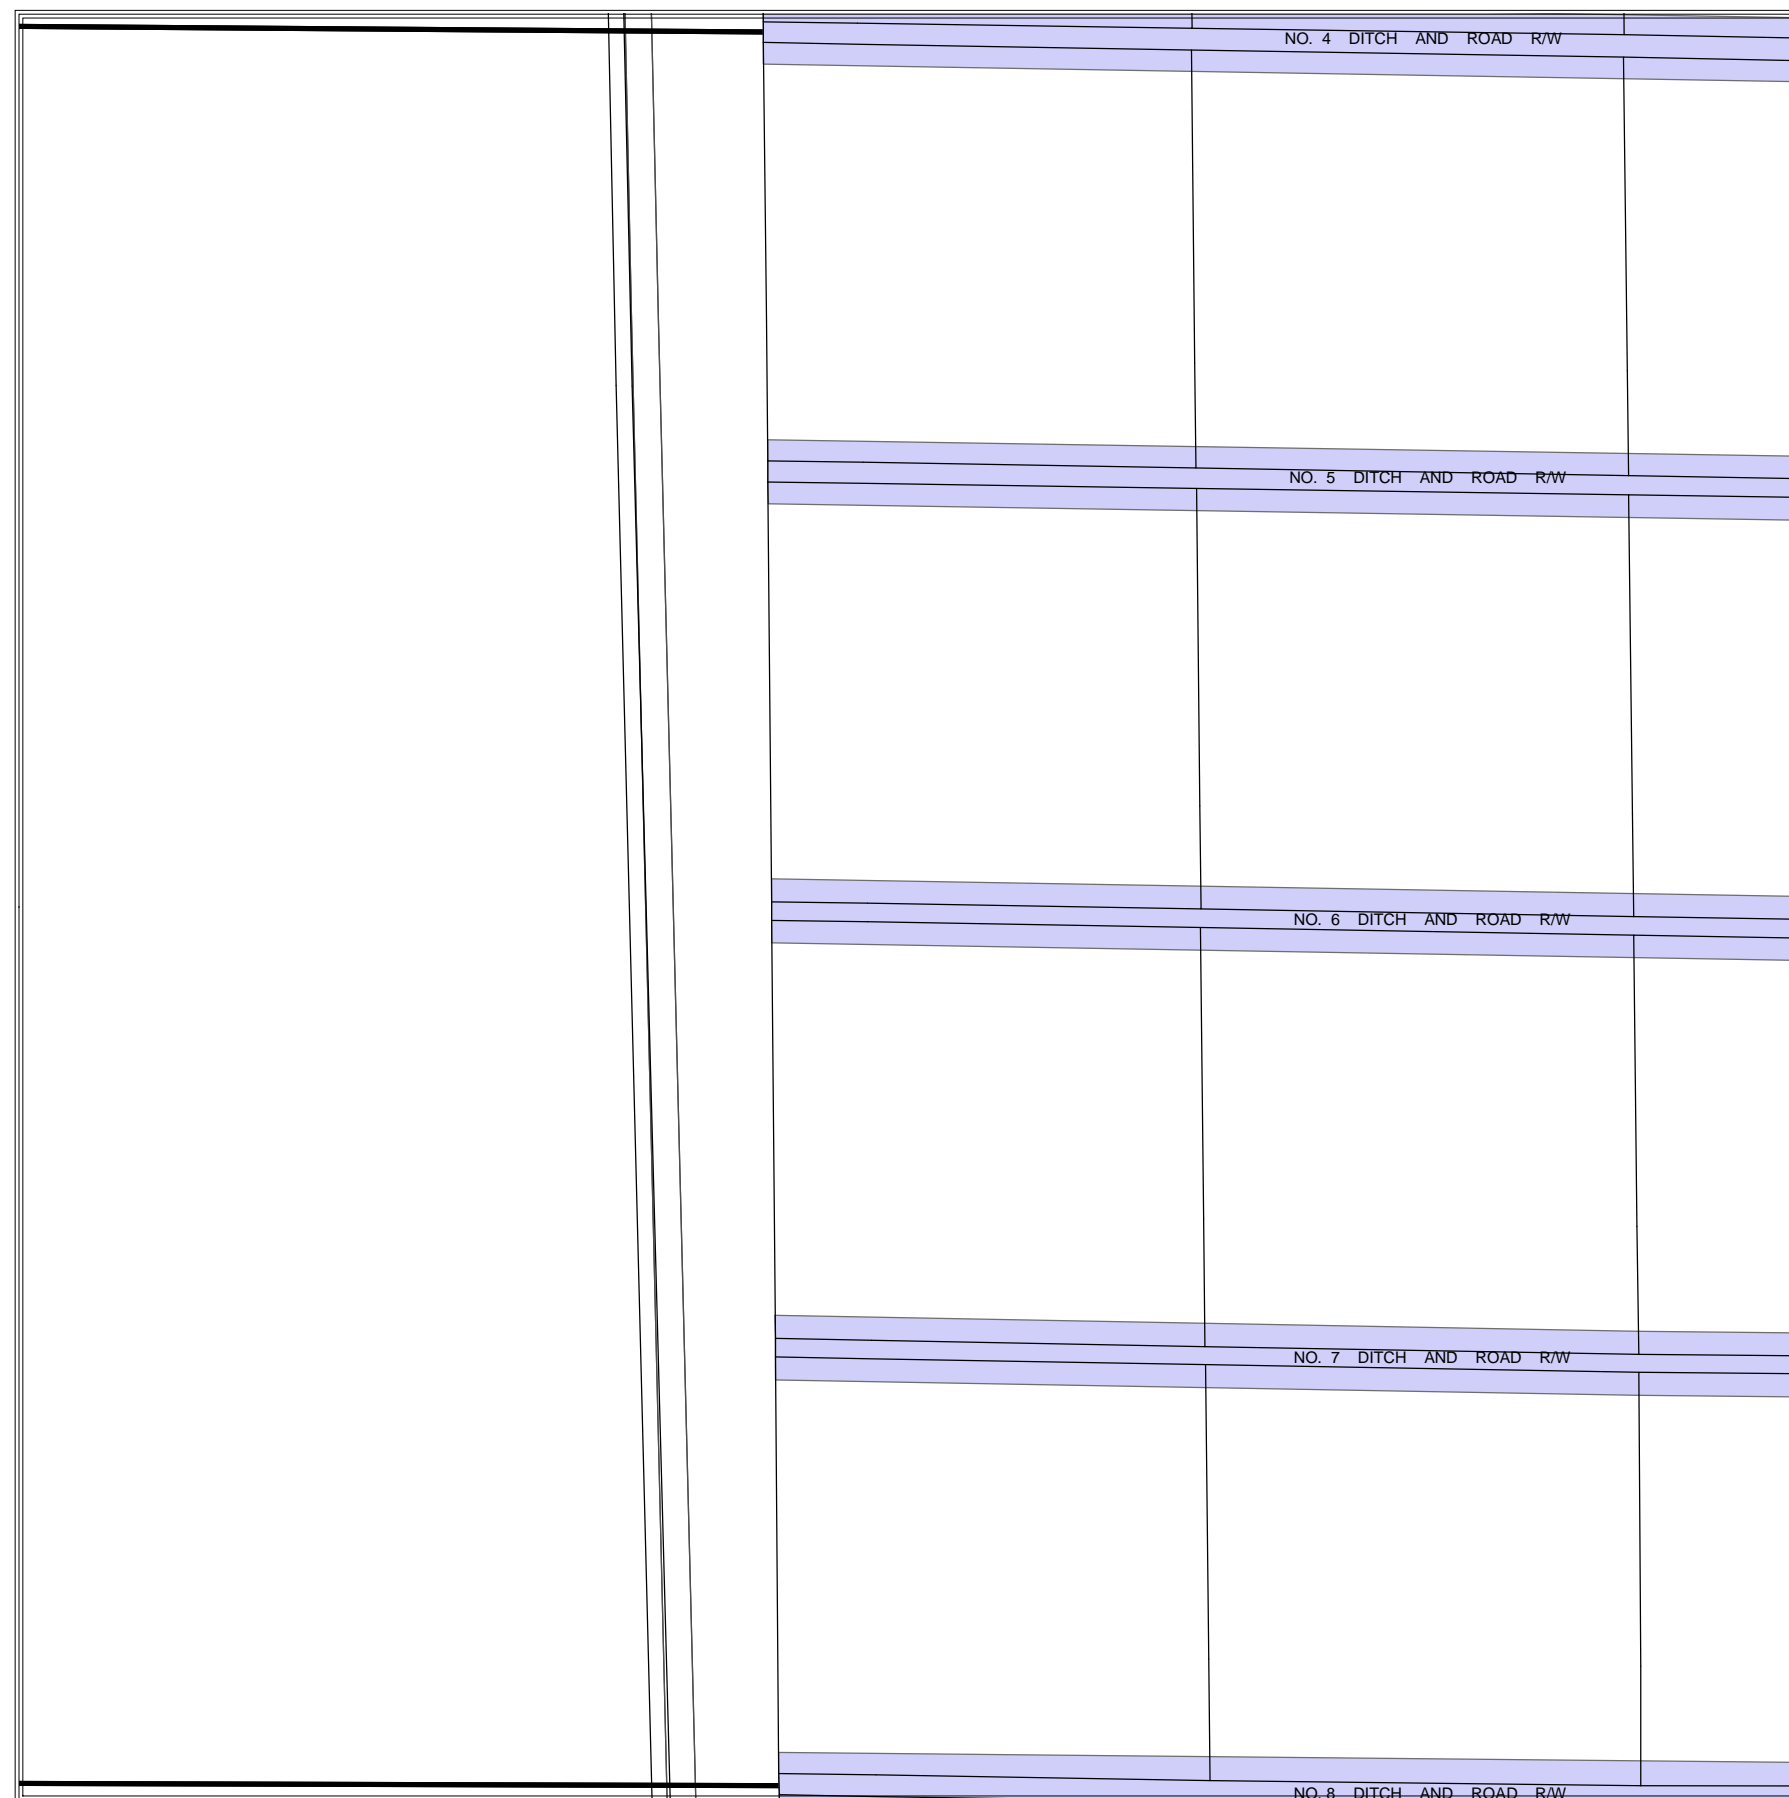 NO. 4 DITCH AND ROAD R/W
NO. 5 DITCH AND ROAD R/W
NO. 6 DITCH AND ROAD R/W
NO. 7 DITCH AND ROAD R/W
NO. 8 DITCH AND ROAD R/W